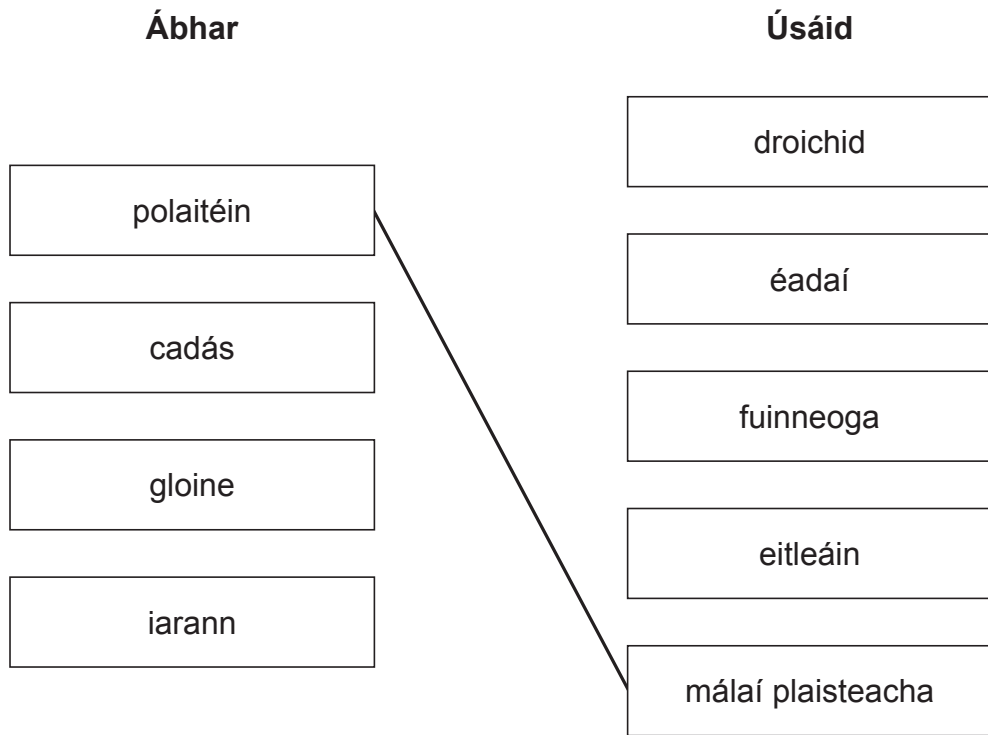 Ábhar
Úsáid
polaitéin
cadás
gloine
iarann
droichid
éadaí
fuinneoga
eitleáin
málaí plaisteacha